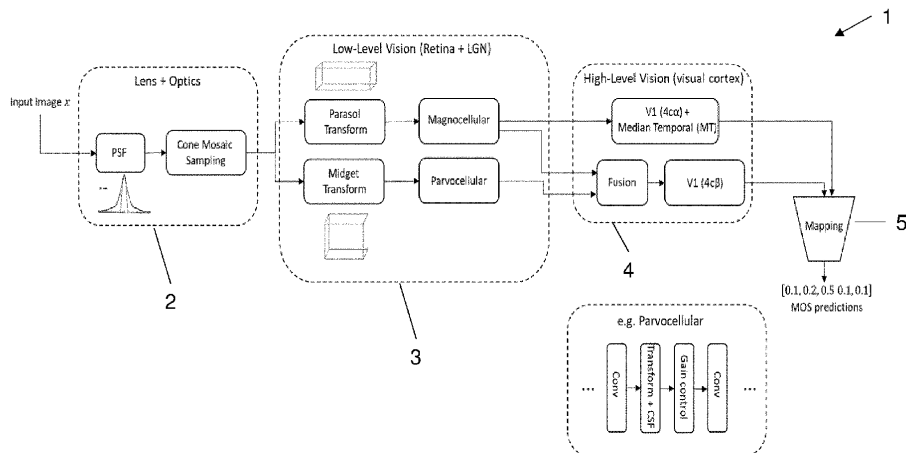 1
Low-Level Vision (Retina + LGN)
Lens + Optics
High-Level Vision (visual cortex)
input image x
PSF
Cone Mosaic
Sampling
Parasol
Transform
Magnocellular
V1 (4cα) +
Median Temporal (MT)
Midget
Transform
Parvocellular
Fusion
V1 (4cβ)
...
Mapping
5
2
3
4
[0.1, 0.2, 0.5 0.1, 0.1]
MOS predictions
e.g. Parvocellular
...
Conv
Transform + CSF
Gain control
Conv
...